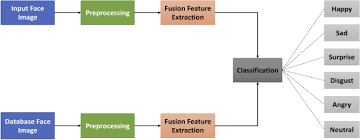 Input Face
Image
Preprocessing
Fusion Feature
Extraction
Database Face
Image
Preprocessing
Fusion Feature
Extraction
Classification
Happy
Sad
Surprise
Disgust
Angry
Neutral